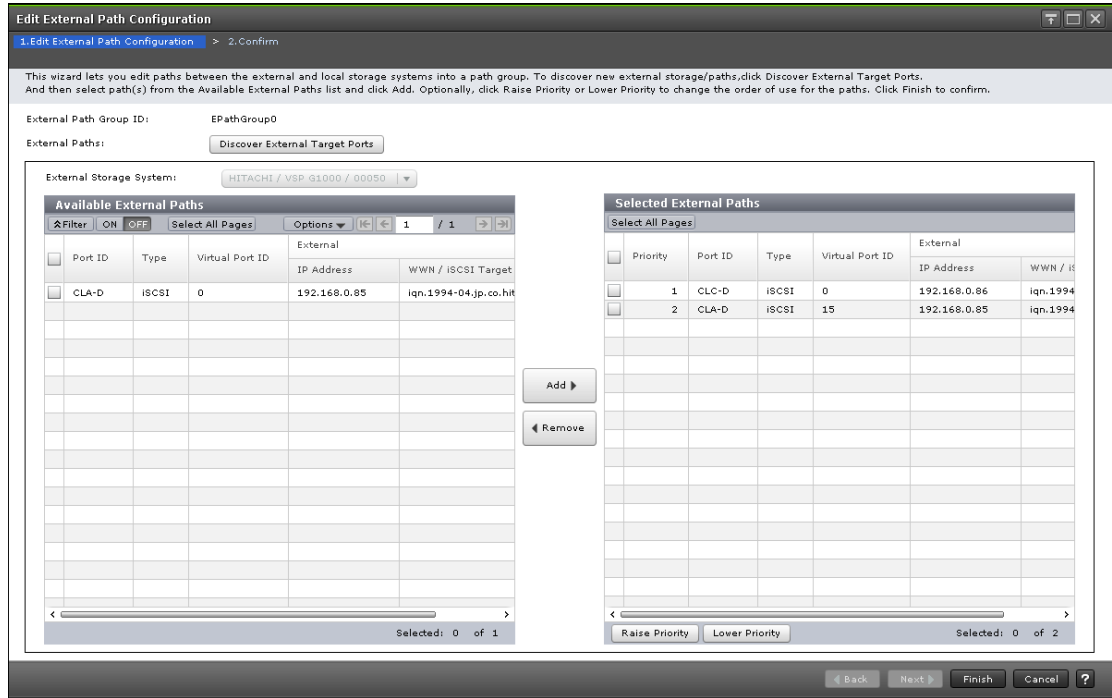 Edit External Path Configuration
1.Edit External Path Configuration > 2.Confirm
This wizard lets you edit paths between the external and local storage systems into a path group. To discover new external storage/paths,click Discover External Target Ports.
And then select path(s) from the Available External Paths list and click Add. Optionally, click Raise Priority or Lower Priority to change the order of use for the paths. Click Finish to confirm.
External Path Group ID: EPathGroup0
External Paths: Discover External Target Ports
External Storage System: HITACHI / VSP G1000 / 00050
Available External Paths
Filter ON OFF Select All Pages Options 1 / 1
Port ID Type Virtual Port ID External
IP Address WWN / iSCSI Target
CLA-D iSCSI 0 192.168.0.85 iqn.1994-04.jp.co.hit
Selected: 0 of 1
Add
Remove
Selected External Paths
Select All Pages
Priority Port ID Type Virtual Port ID External
IP Address WWN / iS
1 CLC-D iSCSI 0 192.168.0.86 iqn.1994
2 CLA-D iSCSI 15 192.168.0.85 iqn.1994
Raise Priority Lower Priority Selected: 0 of 2
Back Next Finish Cancel ?